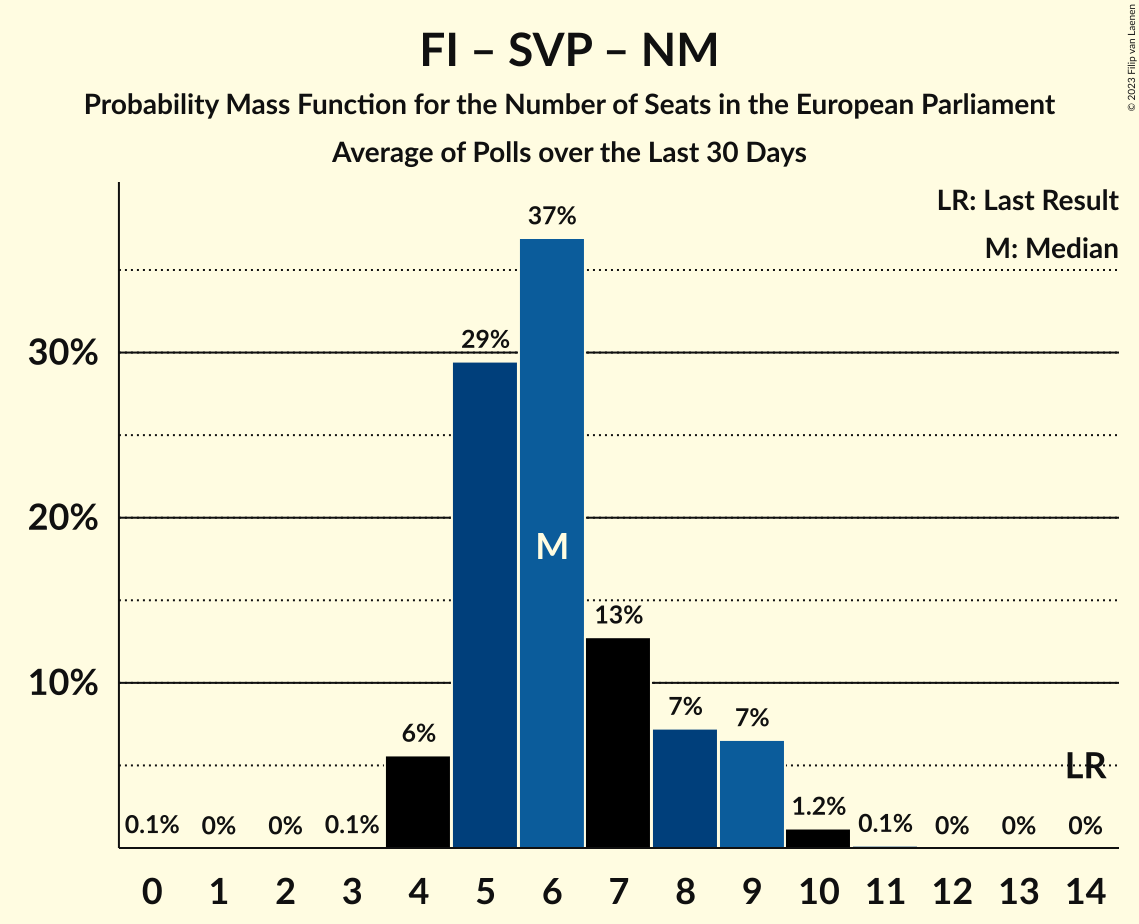 FI – SVP – NM
Probability Mass Function for the Number of Seats in the European Parliament
Average of Polls over the Last 30 Days
© 2023 Filip van Laenen
LR: Last Result
M: Median
37%
29%
30%
20%
M
13%
10%
7%
7%
6%
LR
1.2%
0.1% 0% 0% 0.1% 0.1% 0% 0% 0%
0 1 2 3 4 5 6 7 8 9 10 11 12 13 14